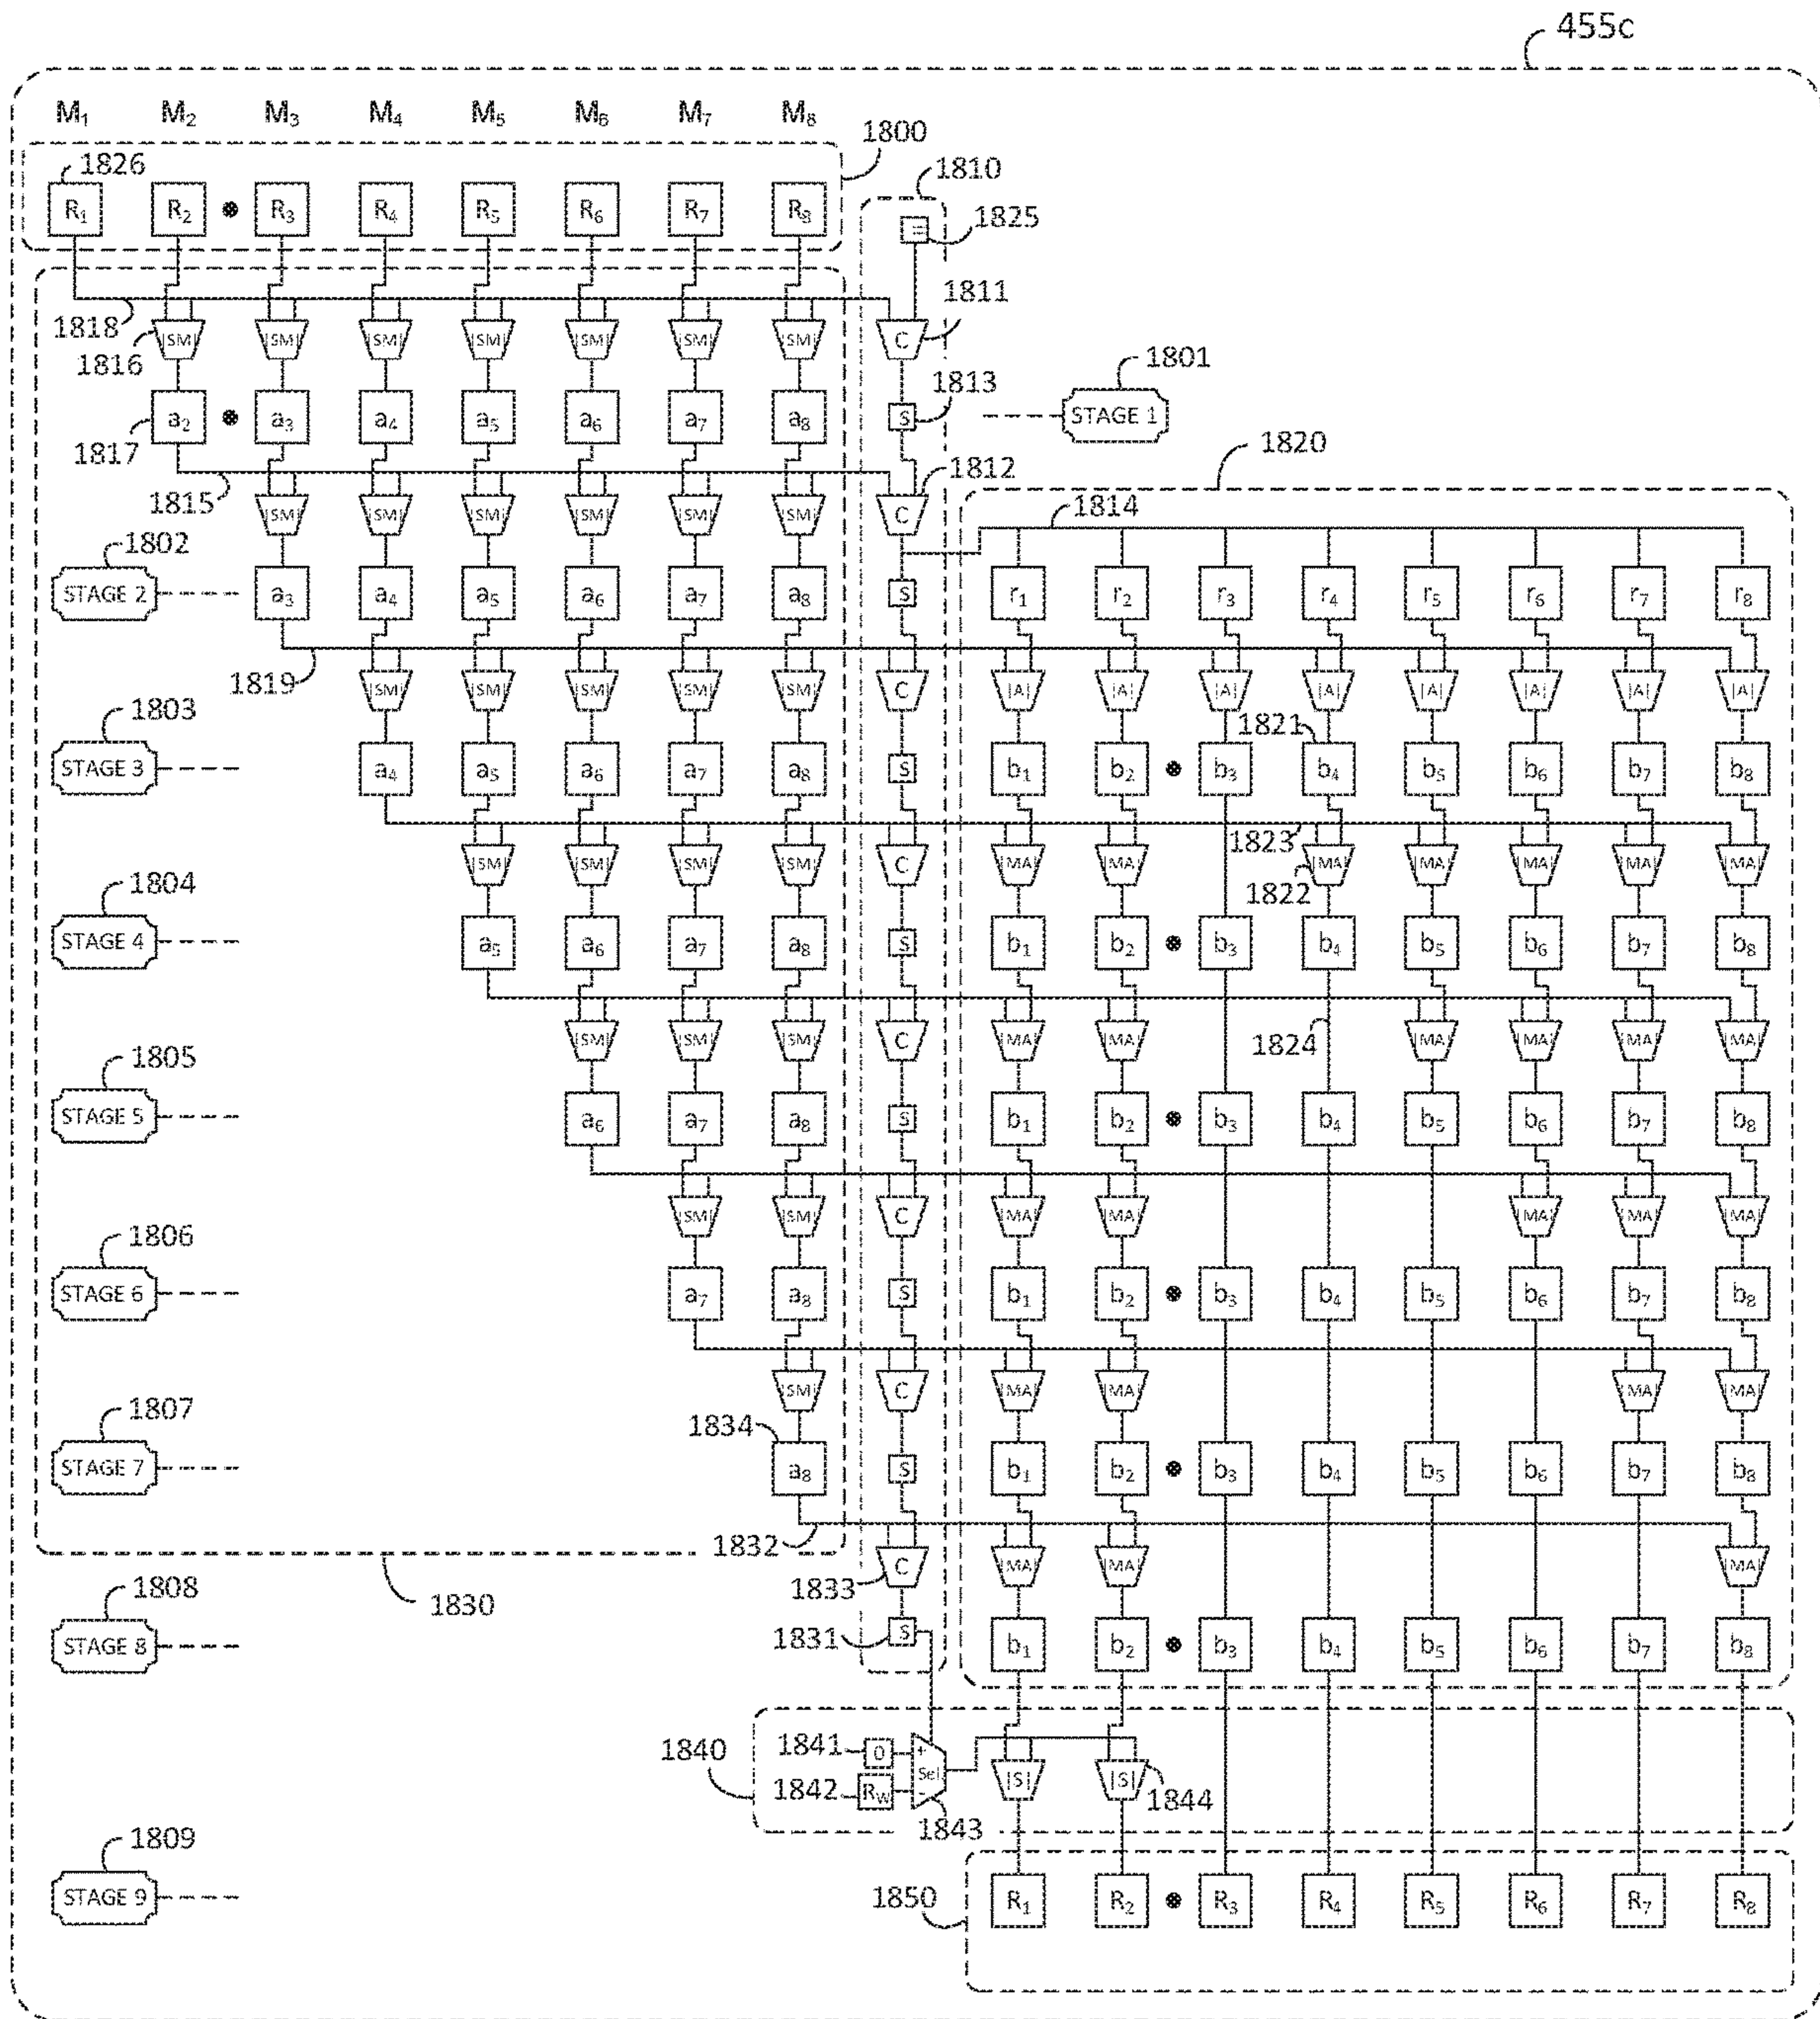 455c
M₁ M₂ M₃ M₄ M₅ M₆ M₇ M₈
1800
1826
1810
R₁ R₂ R₃ R₄ R₅ R₆ R₇ R₈
= 1825
1811
1818
1816
|SM| |SM| |SM| |SM| |SM| |SM| |SM| C
1801
1813
a₂ a₃ a₄ a₅ a₆ a₇ a₈ S STAGE 1
1817
1820
1815
1812
|SM| |SM| |SM| |SM| |SM| |SM| C
1814
1802
STAGE 2 a₃ a₄ a₅ a₆ a₇ a₈ S r₁ r₂ r₃ r₄ r₅ r₆ r₇ r₈
1819
|SM| |SM| |SM| |SM| |SM| C |A| |A| |A| |A| |A| |A| |A| |A|
1803
1821
STAGE 3 a₄ a₅ a₆ a₇ a₈ S b₁ b₂ b₃ b₄ b₅ b₆ b₇ b₈
1823
|SM| |SM| |SM| |SM| C |MA| |MA| |MA| |MA| |MA| |MA| |MA|
1804
1822
STAGE 4 a₅ a₆ a₇ a₈ S b₁ b₂ b₃ b₄ b₅ b₆ b₇ b₈
|SM| |SM| |SM| C |MA| |MA| 1824 |MA| |MA| |MA| |MA|
1805
STAGE 5 a₆ a₇ a₈ S b₁ b₂ b₃ b₄ b₅ b₆ b₇ b₈
|SM| |SM| C |MA| |MA| |MA| |MA| |MA|
1806
STAGE 6 a₇ a₈ S b₁ b₂ b₃ b₄ b₅ b₆ b₇ b₈
|SM| C |MA| |MA| |MA| |MA|
1807
1834
STAGE 7 a₈ S b₁ b₂ b₃ b₄ b₅ b₆ b₇ b₈
1832
C |MA| |MA| |MA|
1833
1808
1830
1831
STAGE 8 S b₁ b₂ b₃ b₄ b₅ b₆ b₇ b₈
1840
1841 0 +
Sel |S| |S|
1842 R_W -
1844
1843
1809
STAGE 9 1850 R₁ R₂ R₃ R₄ R₅ R₆ R₇ R₈